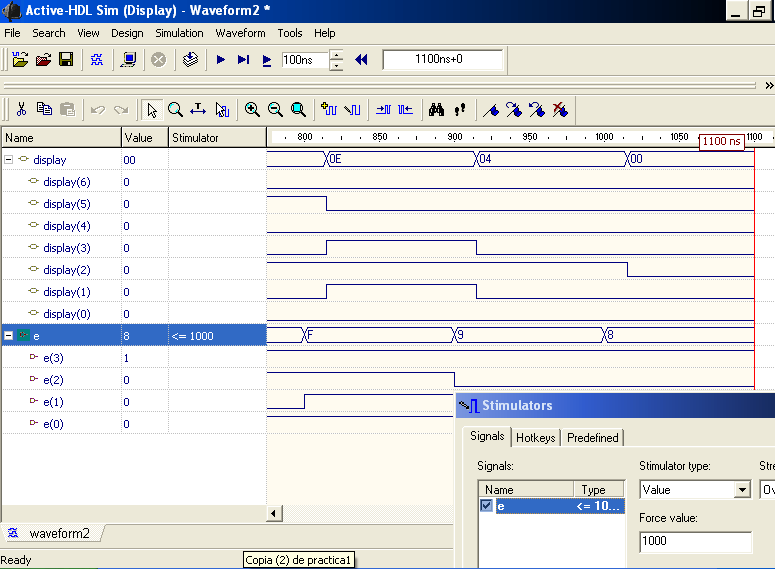 Active-HDL Sim (Display) - Waveform2 *
File Search View Design Simulation Waveform Tools Help
100ns 1100ns+0
Name Value Stimulator 800 850 900 950 1000 1050 1100
1100 ns
display 00 0E 04 00
display(6) 0
display(5) 0
display(4) 0
display(3) 0
display(2) 0
display(1) 0
display(0) 0
e 8 <= 1000 F 9 8
e(3) 1
e(2) 0
e(1) 0
e(0) 0
waveform2
Ready
Copia (2) de practica1
Stimulators
Signals Hotkeys Predefined
Signals: Stimulator type: Stre
Name Type Value Ov
e <= 10...
Force value:
1000